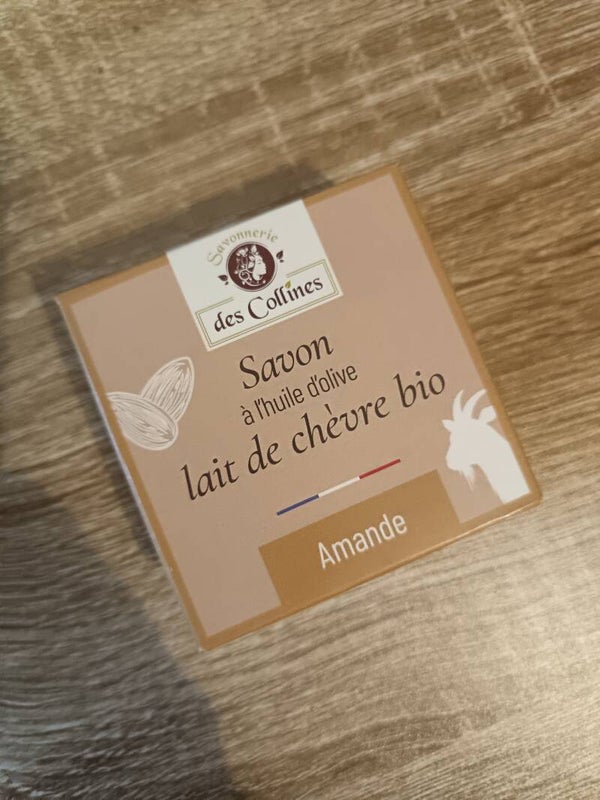 Savonnerie
des Collines
Savon
à l'huile d'olive
lait de chèvre bio
Amande